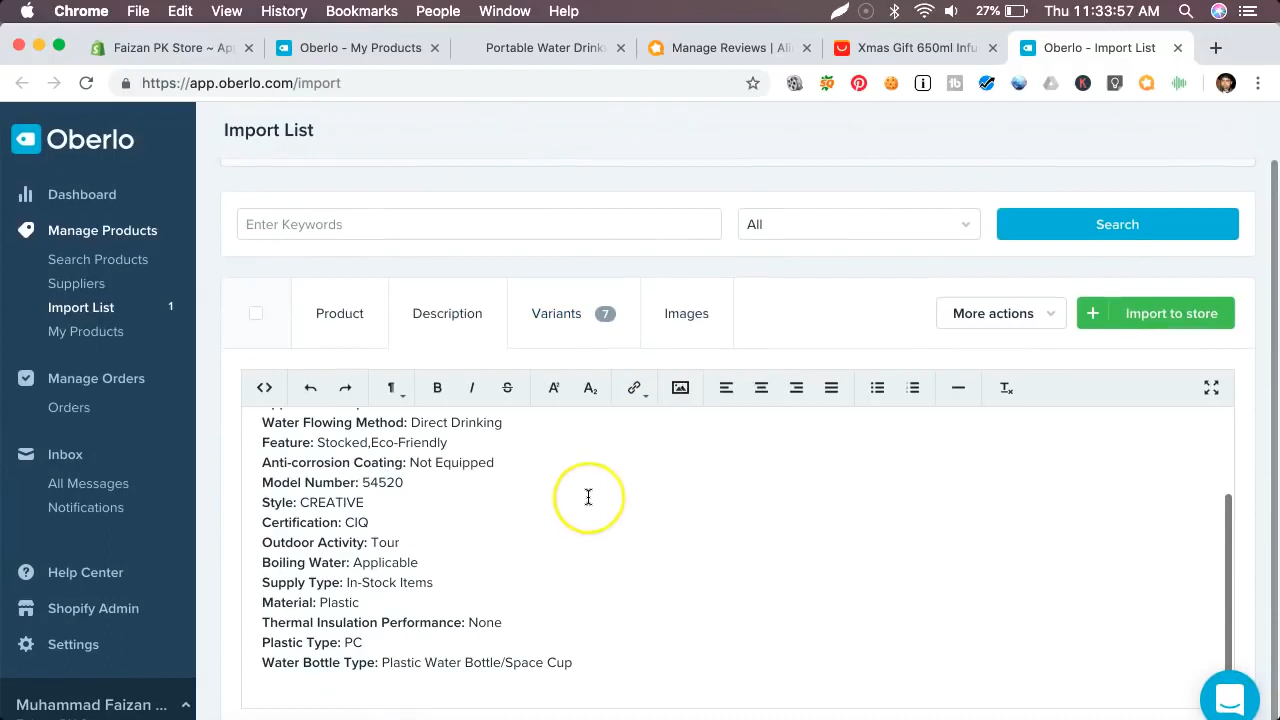 Chrome File Edit View History Bookmarks People Window Help 27% Thu 11:33:57 AM
Faizan PK Store ~ Ap
Oberlo - My Products
Portable Water Drink
Manage Reviews | Ali
Xmas Gift 650ml Infu
Oberlo - Import List
https://app.oberlo.com/import
Oberlo
Dashboard
Manage Products
Search Products
Suppliers
Import List 1
My Products
Manage Orders
Orders
Inbox
All Messages
Notifications
Help Center
Shopify Admin
Settings
Muhammad Faizan ...
Import List
Enter Keywords All Search
Product Description Variants 7 Images More actions + Import to store
Water Flowing Method: Direct Drinking
Feature: Stocked,Eco-Friendly
Anti-corrosion Coating: Not Equipped
Model Number: 54520
Style: CREATIVE
Certification: CIQ
Outdoor Activity: Tour
Boiling Water: Applicable
Supply Type: In-Stock Items
Material: Plastic
Thermal Insulation Performance: None
Plastic Type: PC
Water Bottle Type: Plastic Water Bottle/Space Cup